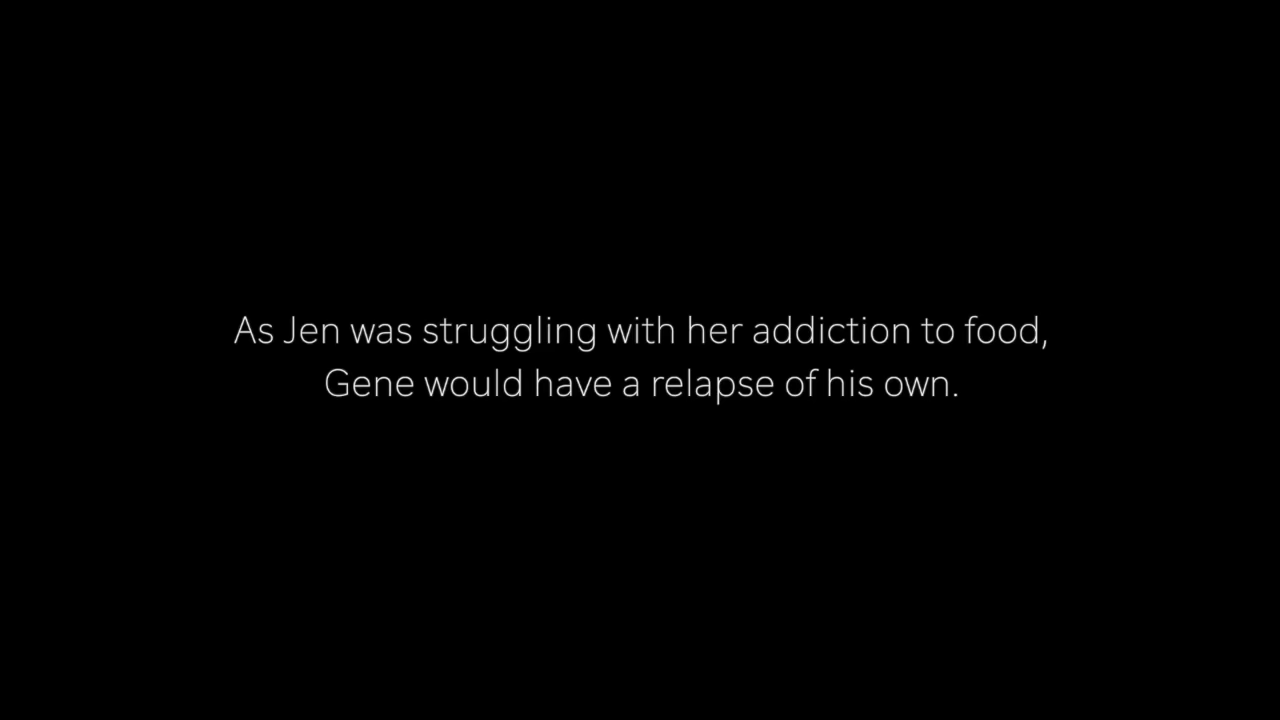 As Jen was struggling with her addiction to food,
Gene would have a relapse of his own.